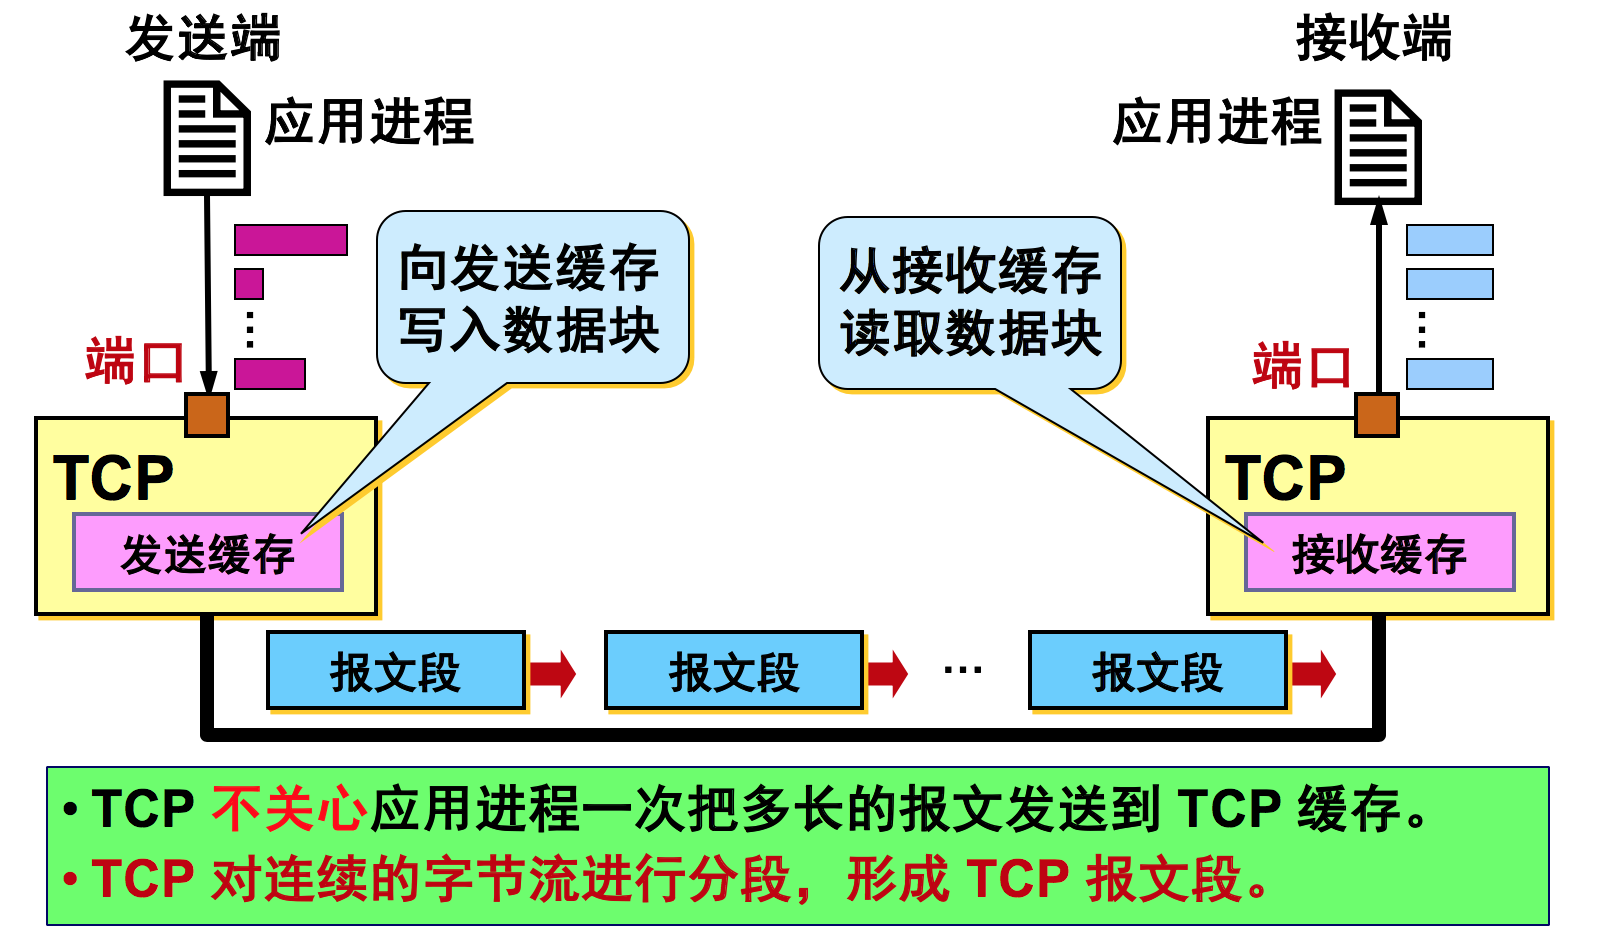 发送端
接收端
应用进程
应用进程
向发送缓存
写入数据块
从接收缓存
读取数据块
端口
端口
TCP
TCP
发送缓存
接收缓存
报文段
报文段
…
报文段
• TCP 不关心应用进程一次把多长的报文发送到 TCP 缓存。
• TCP 对连续的字节流进行分段，形成 TCP 报文段。